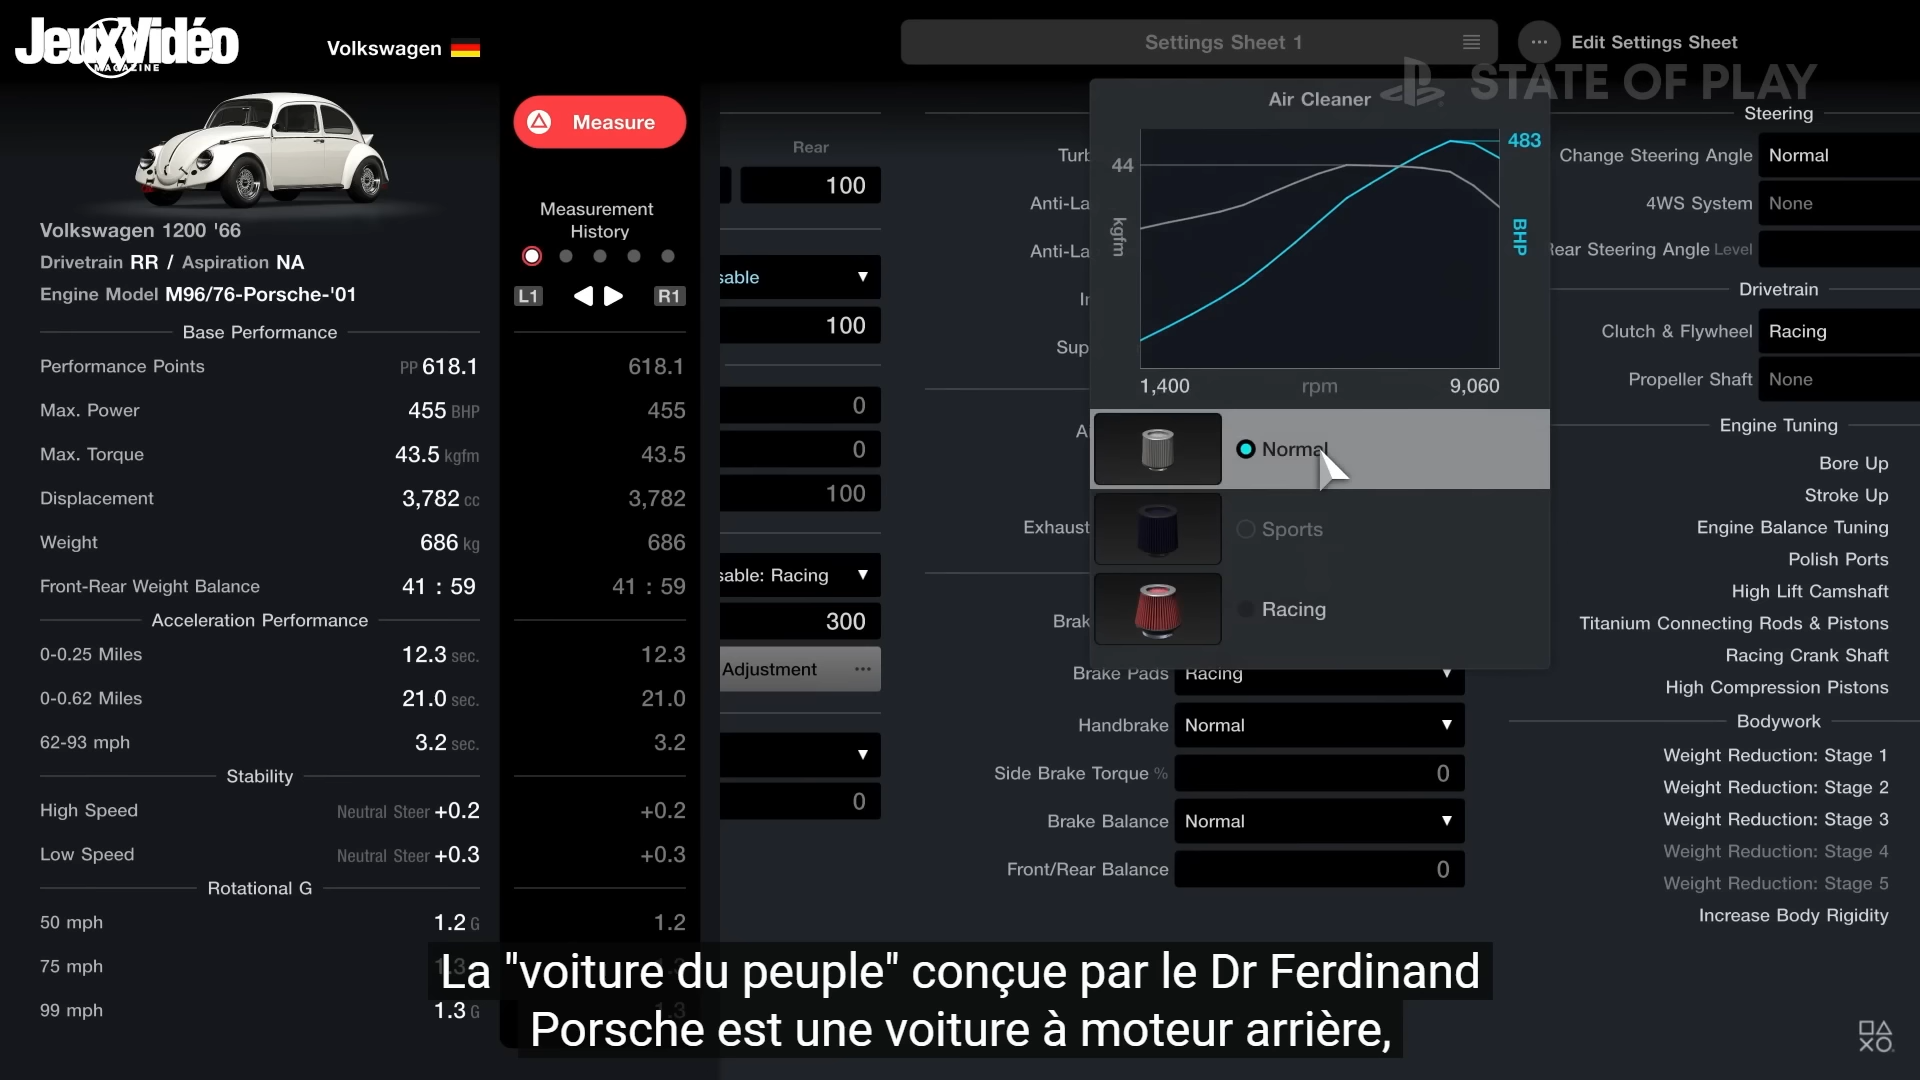 JeuxVidéo
MAGAZINE
Volkswagen
Settings Sheet 1
Edit Settings Sheet
STATE OF PLAY
Measure
Measurement
History
L1
R1
Volkswagen 1200 '66
Drivetrain RR / Aspiration NA
Engine Model M96/76-Porsche-'01
Base Performance
Performance Points PP 618.1 618.1
Max. Power 455 BHP 455
Max. Torque 43.5 kgfm 43.5
Displacement 3,782 cc 3,782
Weight 686 kg 686
Front-Rear Weight Balance 41 : 59 41 : 59
Acceleration Performance
0-0.25 Miles 12.3 sec. 12.3
0-0.62 Miles 21.0 sec. 21.0
62-93 mph 3.2 sec. 3.2
Stability
High Speed Neutral Steer +0.2 +0.2
Low Speed Neutral Steer +0.3 +0.3
Rotational G
50 mph 1.2 G 1.2
75 mph
99 mph 1.3 G
Rear
100
sable
100
0
0
100
sable: Racing
300
Adjustment
0
Turb
Anti-La
Anti-La
In
Sup
A
Exhaust
Brak
Air Cleaner
44
kgfm
483
BHP
1,400 rpm 9,060
Normal
Sports
Racing
Brake Pads Racing
Handbrake Normal
Side Brake Torque % 0
Brake Balance Normal
Front/Rear Balance 0
Steering
Change Steering Angle Normal
4WS System None
Rear Steering Angle Level
Drivetrain
Clutch & Flywheel Racing
Propeller Shaft None
Engine Tuning
Bore Up
Stroke Up
Engine Balance Tuning
Polish Ports
High Lift Camshaft
Titanium Connecting Rods & Pistons
Racing Crank Shaft
High Compression Pistons
Bodywork
Weight Reduction: Stage 1
Weight Reduction: Stage 2
Weight Reduction: Stage 3
Weight Reduction: Stage 4
Weight Reduction: Stage 5
Increase Body Rigidity
La "voiture du peuple" conçue par le Dr Ferdinand
Porsche est une voiture à moteur arrière,